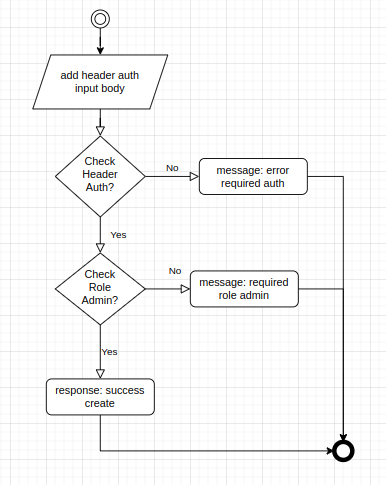 add header auth
input body
Check
Header
Auth?
No
message: error
required auth
Yes
Check
Role
Admin?
No
message: required
role admin
Yes
response: success
create